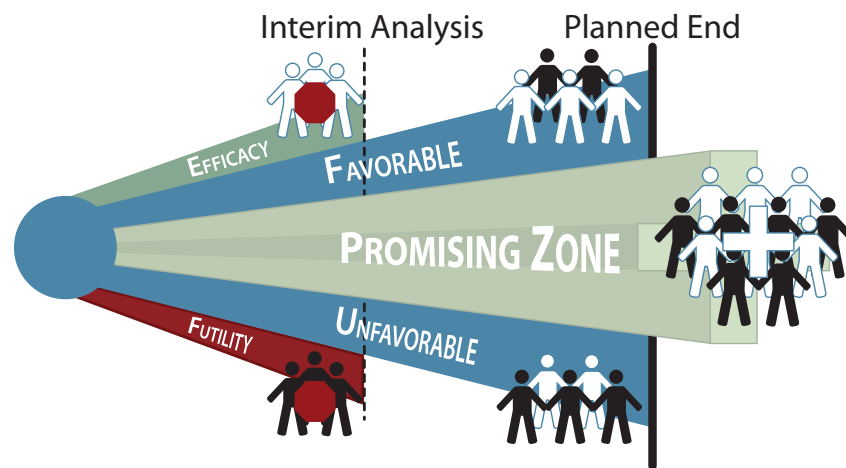 Interim Analysis
Planned End
EFFICACY
FAVORABLE
PROMISING ZONE
UNFAVORABLE
FUTILITY